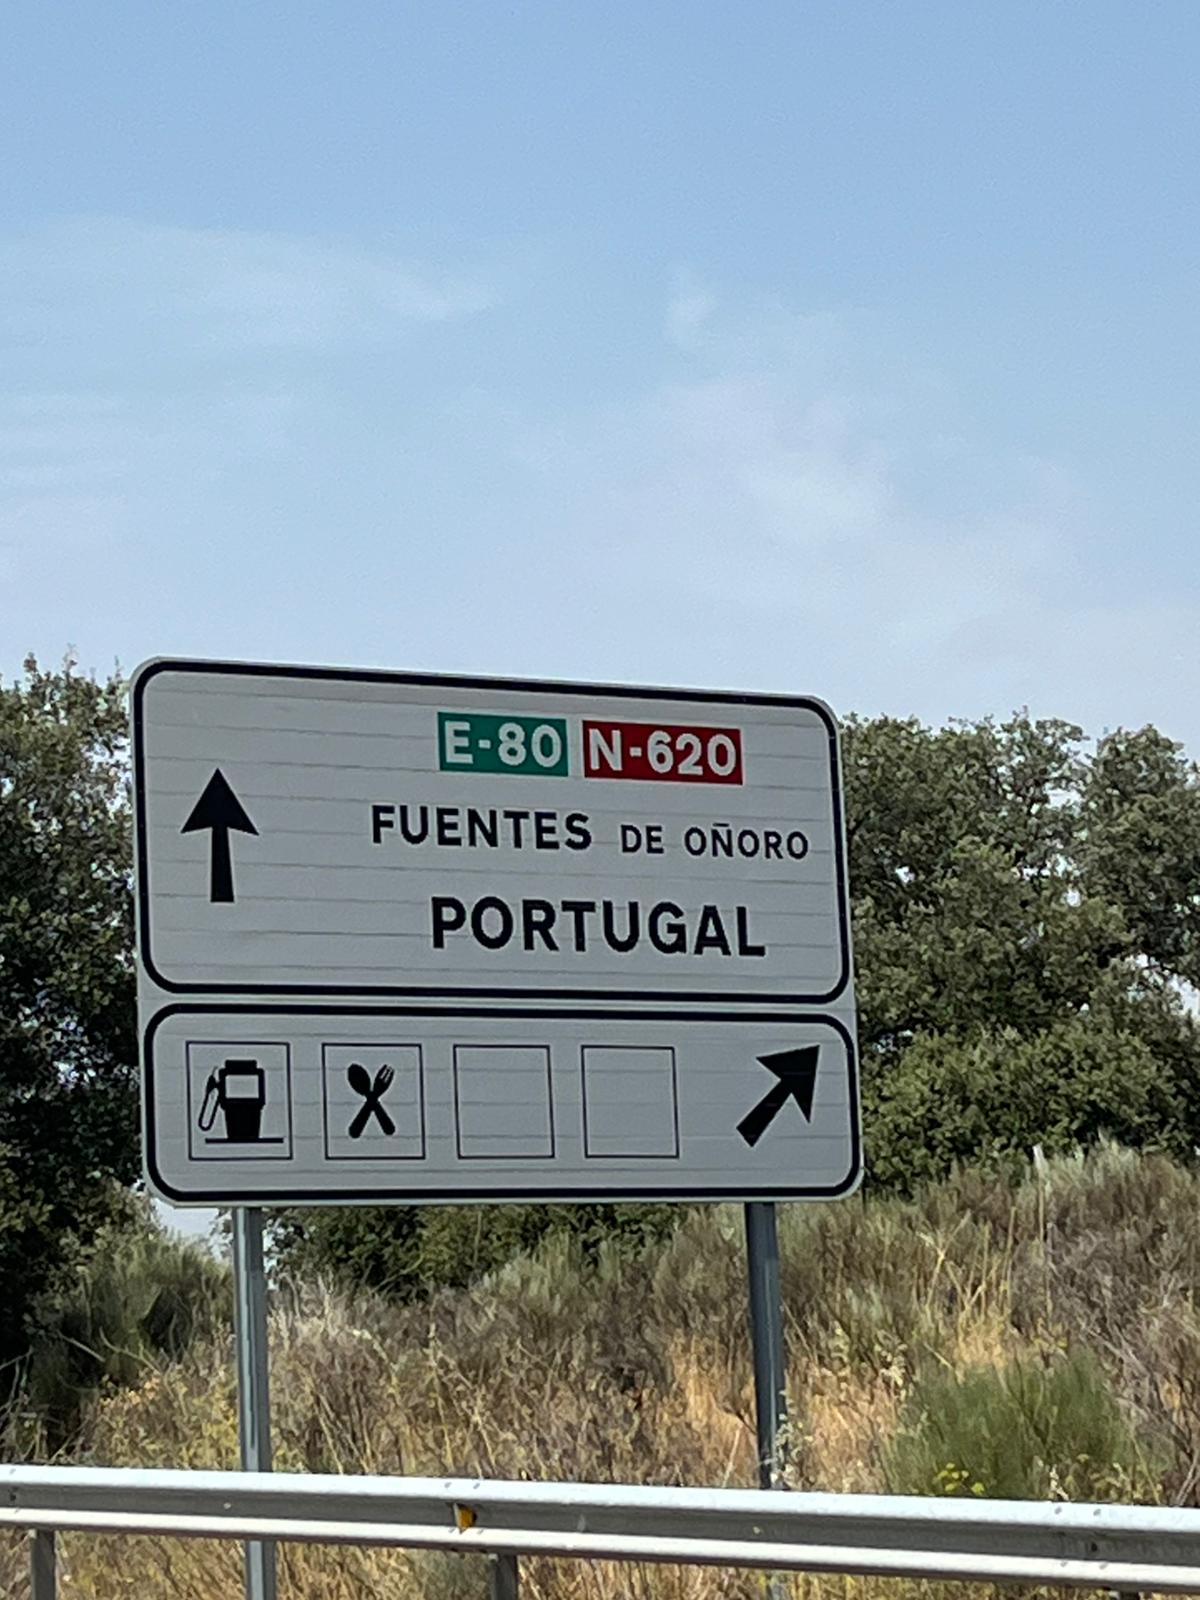 E-80 N-620
FUENTES DE OÑORO
PORTUGAL